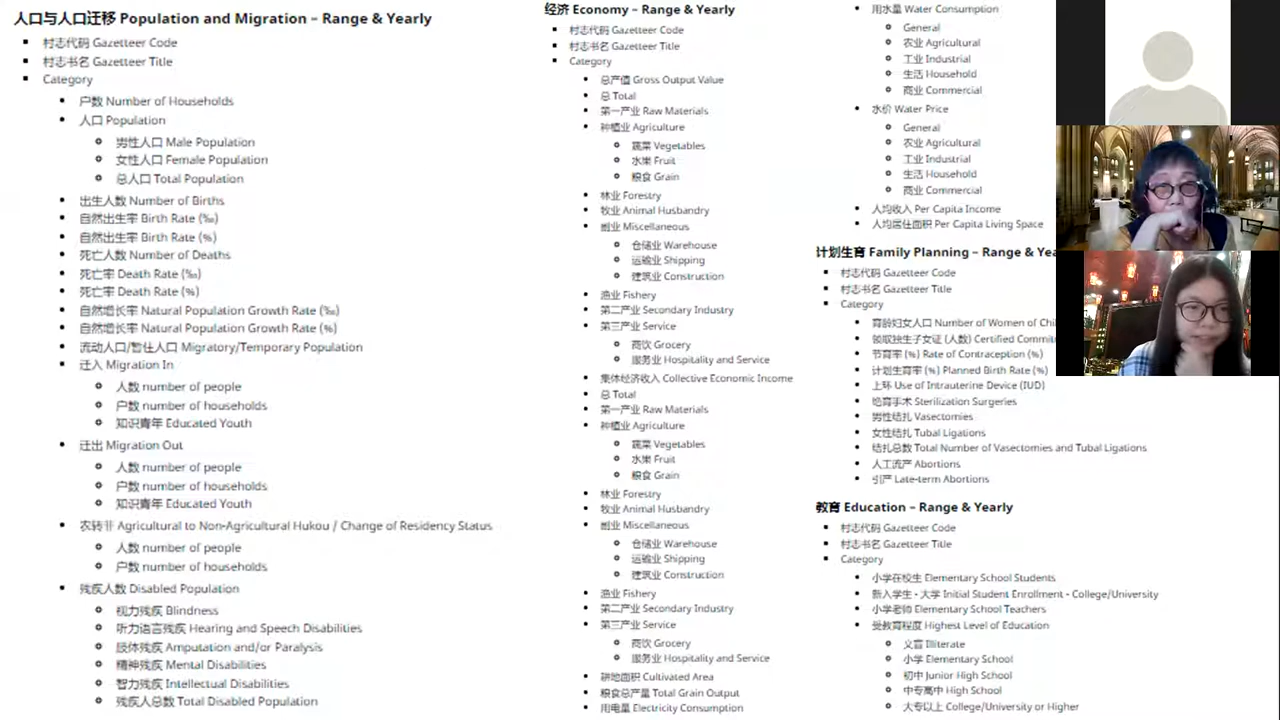 人口与人口迁移 Population and Migration – Range & Yearly
村志代码 Gazetteer Code
村志书名 Gazetteer Title
Category
户数 Number of Households
人口 Population
男性人口 Male Population
女性人口 Female Population
总人口 Total Population
出生人数 Number of Births
自然出生率 Birth Rate (‰)
自然出生率 Birth Rate (%)
死亡人数 Number of Deaths
死亡率 Death Rate (‰)
死亡率 Death Rate (%)
自然增长率 Natural Population Growth Rate (‰)
自然增长率 Natural Population Growth Rate (%)
流动人口/暂住人口 Migratory/Temporary Population
迁入 Migration In
人数 number of people
户数 number of households
知识青年 Educated Youth
迁出 Migration Out
人数 number of people
户数 number of households
知识青年 Educated Youth
农转非 Agricultural to Non-Agricultural Hukou / Change of Residency Status
人数 number of people
户数 number of households
残疾人数 Disabled Population
视力残疾 Blindness
听力语言残疾 Hearing and Speech Disabilities
肢体残疾 Amputation and/or Paralysis
精神残疾 Mental Disabilities
智力残疾 Intellectual Disabilities
残疾人总数 Total Disabled Population
经济 Economy – Range & Yearly
村志代码 Gazetteer Code
村志书名 Gazetteer Title
Category
总产值 Gross Output Value
总 Total
第一产业 Raw Materials
种植业 Agriculture
蔬菜 Vegetables
水果 Fruit
粮食 Grain
林业 Forestry
牧业 Animal Husbandry
副业 Miscellaneous
仓储业 Warehouse
运输业 Shipping
建筑业 Construction
渔业 Fishery
第二产业 Secondary Industry
第三产业 Service
商饮 Grocery
服务业 Hospitality and Service
集体经济收入 Collective Economic Income
总 Total
第一产业 Raw Materials
种植业 Agriculture
蔬菜 Vegetables
水果 Fruit
粮食 Grain
林业 Forestry
牧业 Animal Husbandry
副业 Miscellaneous
仓储业 Warehouse
运输业 Shipping
建筑业 Construction
渔业 Fishery
第二产业 Secondary Industry
第三产业 Service
商饮 Grocery
服务业 Hospitality and Service
耕地面积 Cultivated Area
粮食总产量 Total Grain Output
用电量 Electricity Consumption
用水量 Water Consumption
General
农业 Agricultural
工业 Industrial
生活 Household
商业 Commercial
水价 Water Price
General
农业 Agricultural
工业 Industrial
生活 Household
商业 Commercial
人均收入 Per Capita Income
人均居住面积 Per Capita Living Space
计划生育 Family Planning – Range & Yea
村志代码 Gazetteer Code
村志书名 Gazetteer Title
Category
育龄妇女人口 Number of Women of Chi
领取独生子女证 (人数) Certified Commit
节育率 (%) Rate of Contraception (%)
计划生育率 (%) Planned Birth Rate (%)
上环 Use of Intrauterine Device (IUD)
绝育手术 Sterilization Surgeries
男性结扎 Vasectomies
女性结扎 Tubal Ligations
结扎总数 Total Number of Vasectomies and Tubal Ligations
人工流产 Abortions
引产 Late-term Abortions
教育 Education – Range & Yearly
村志代码 Gazetteer Code
村志书名 Gazetteer Title
Category
小学在校生 Elementary School Students
新入学生 - 大学 Initial Student Enrollment - College/University
小学老师 Elementary School Teachers
受教育程度 Highest Level of Education
文盲 Illiterate
小学 Elementary School
初中 Junior High School
中专高中 High School
大专以上 College/University or Higher